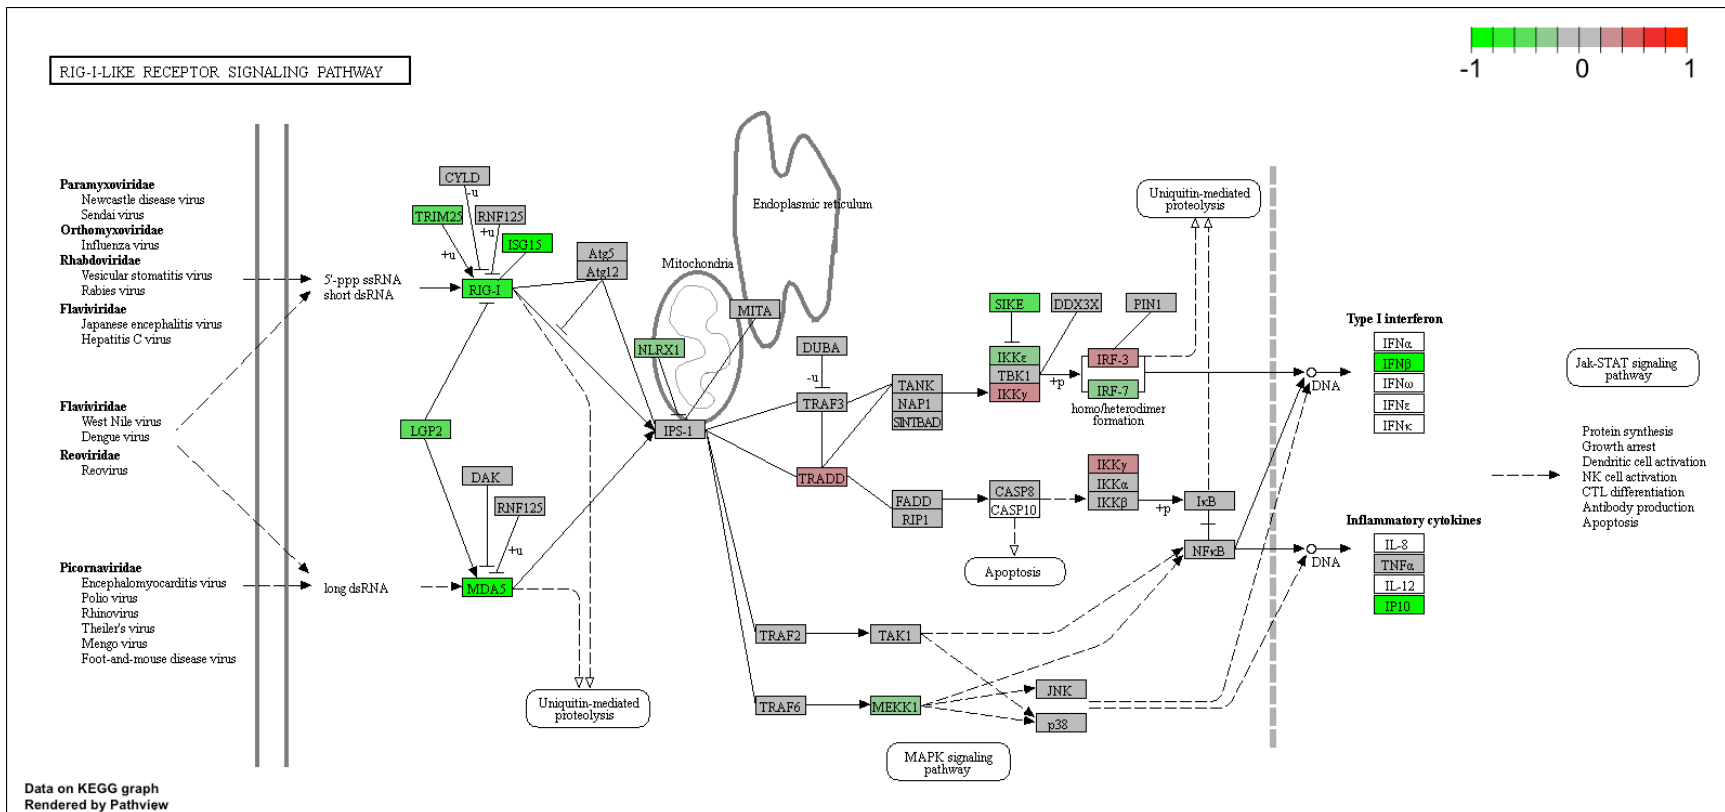 RIG-I-LIKE RECEPTOR SIGNALING PATHWAY
-1 0 1
Paramyxoviridae
Newcastle disease virus
Sendai virus
Orthomyxoviridae
Influenza virus
Rhabdoviridae
Vesicular stomatitis virus
Rabies virus
Flaviviridae
Japanese encephalitis virus
Hepatitis C virus
Flaviviridae
West Nile virus
Dengue virus
Reoviridae
Reovirus
Picornaviridae
Encephalomyocarditis virus
Polio virus
Rhinovirus
Theiler's virus
Mengo virus
Foot-and-mouse disease virus
5'-ppp ssRNA
short dsRNA
long dsRNA
CYLD
-u
TRIM25
RNF125
+u
+u
ISG15
RIG-I
Atg5
Atg12
LGP2
DAK
RNF125
+u
MDA5
Uniquitin-mediated
proteolysis
Mitochondria
Endoplasmic reticulum
MITA
NLRX1
IPS-1
DUBA
-u
TRAF3
TRADD
TRAF2
TRAF6
TANK
NAP1
SINTBAD
FADD
RIP1
TAK1
MEKK1
SIKE
DDX3X
PIN1
IKKε
TBK1
IKKγ
+p
IRF-3
IRF-7
homo/heterodimer
formation
CASP8
CASP10
Apoptosis
IKKγ
IKKα
IKKβ
+p
IκB
NFκB
JNK
p38
MAPK signaling
pathway
Uniquitin-mediated
proteolysis
DNA
DNA
Type I interferon
IFNα
IFNβ
IFNω
IFNε
IFNκ
Inflammatory cytokines
IL-8
TNFα
IL-12
IP10
Jak-STAT signaling
pathway
Protein synthesis
Growth arrest
Dendritic cell activation
NK cell activation
CTL differentiation
Antibody production
Apoptosis
Data on KEGG graph
Rendered by Pathview